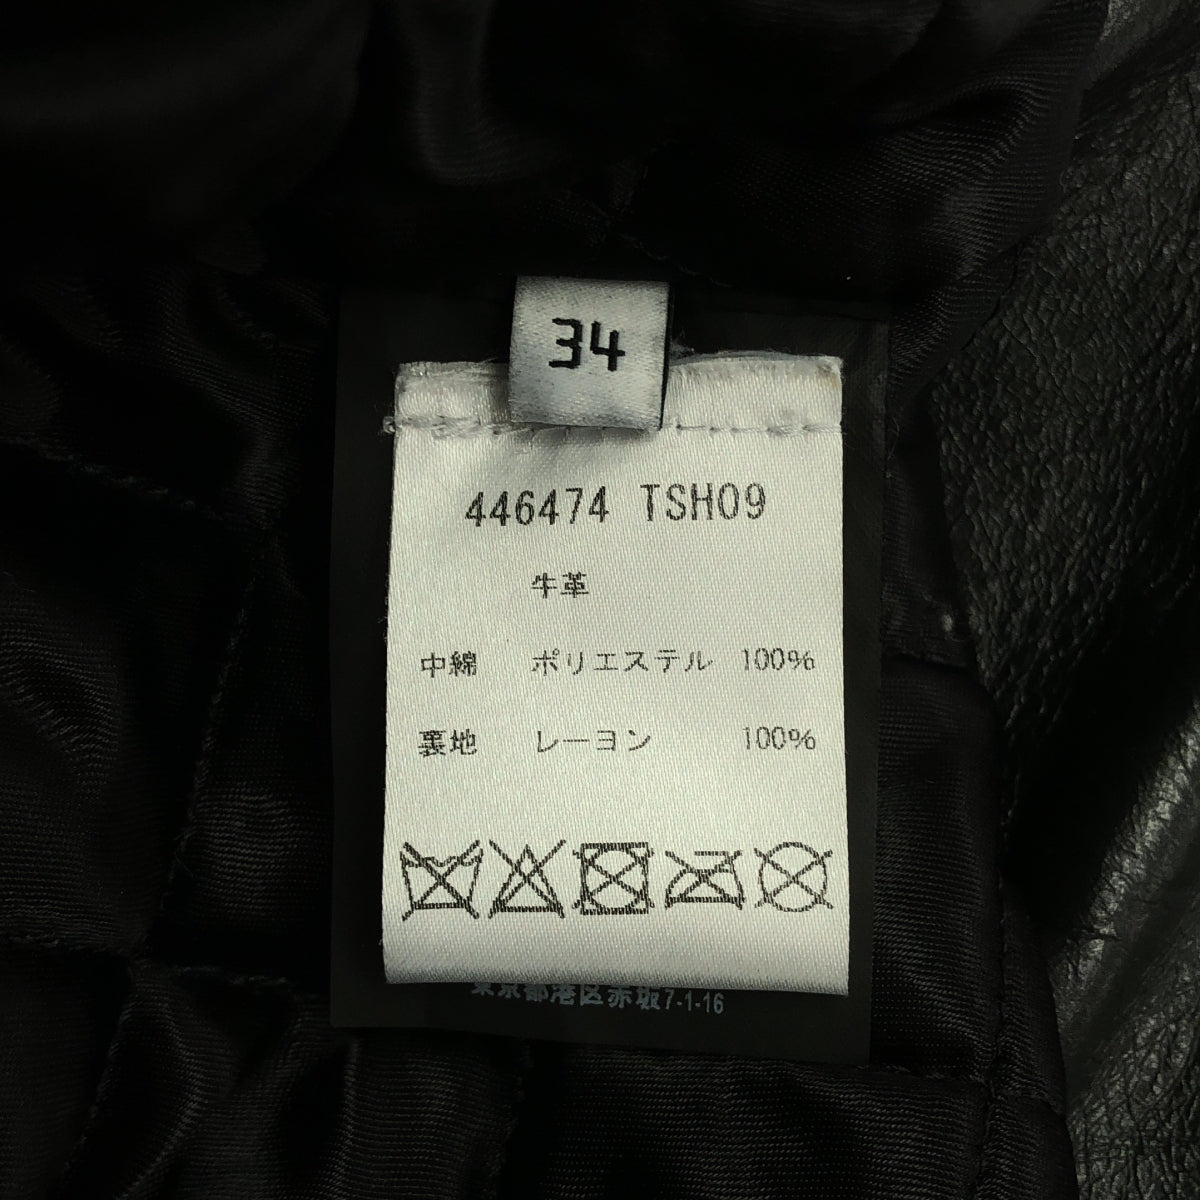 34
446474 TSH09
牛革
中綿 ポリエステル 100%
裏地 レーヨン 100%
東京都港区赤坂7-1-16